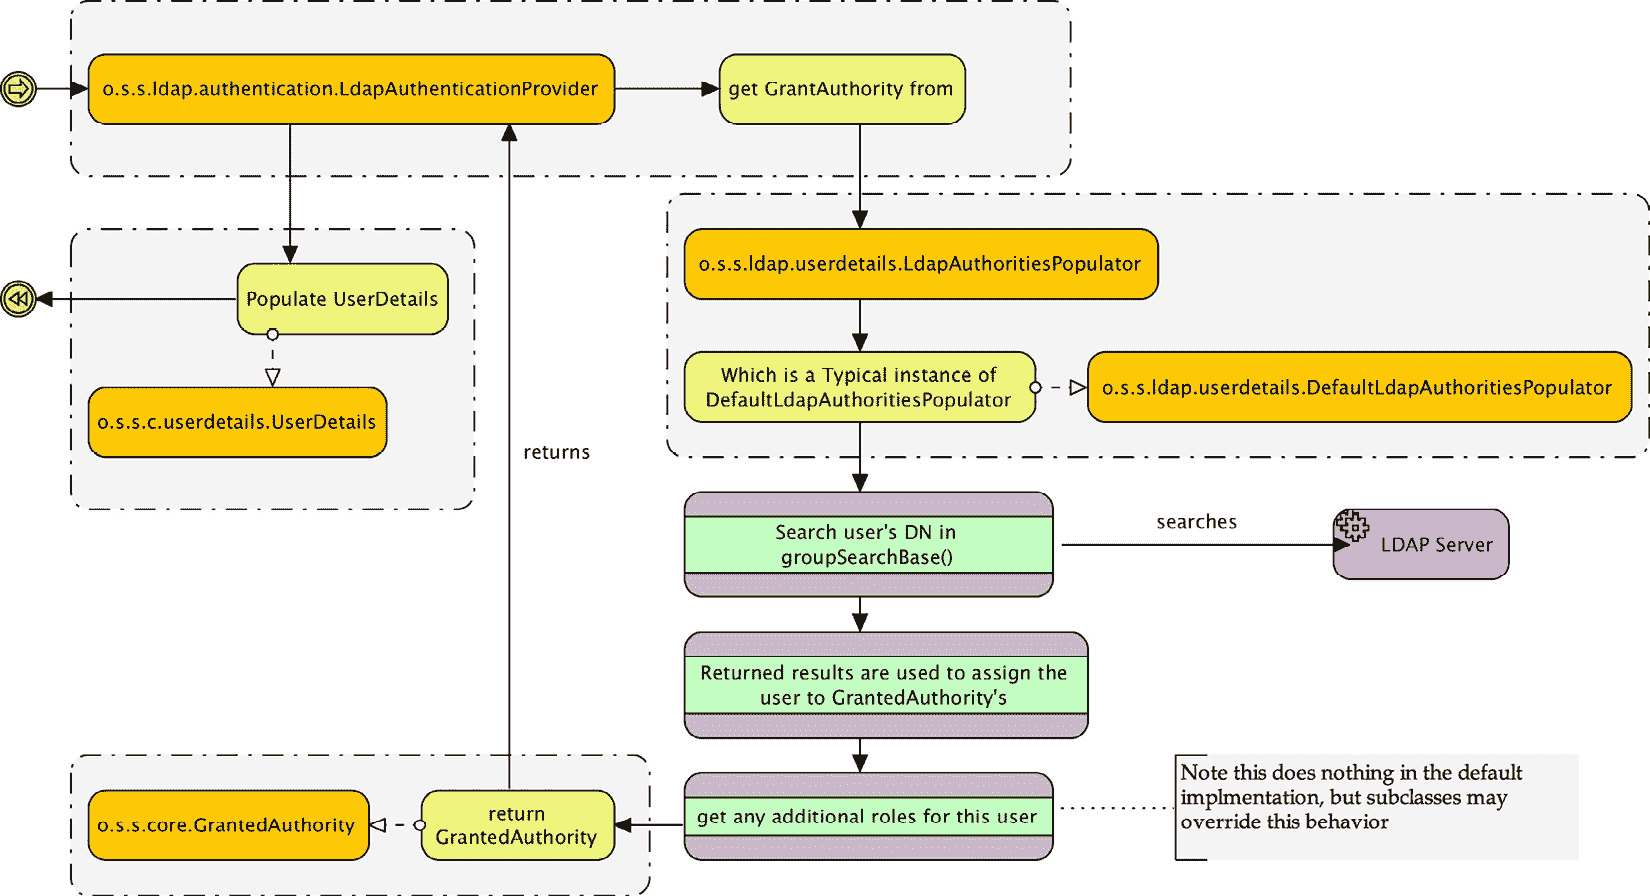 o.s.s.ldap.authentication.LdapAuthenticationProvider
get GrantAuthority from
o.s.s.ldap.userdetails.LdapAuthoritiesPopulator
Populate UserDetails
Which is a Typical instance of
DefaultLdapAuthoritiesPopulator
o.s.s.ldap.userdetails.DefaultLdapAuthoritiesPopulator
o.s.s.c.userdetails.UserDetails
returns
Search user's DN in
groupSearchBase()
searches
LDAP Server
Returned results are used to assign the
user to GrantedAuthority's
get any additional roles for this user
Note this does nothing in the default
implmentation, but subclasses may
override this behavior
return
GrantedAuthority
o.s.s.core.GrantedAuthority